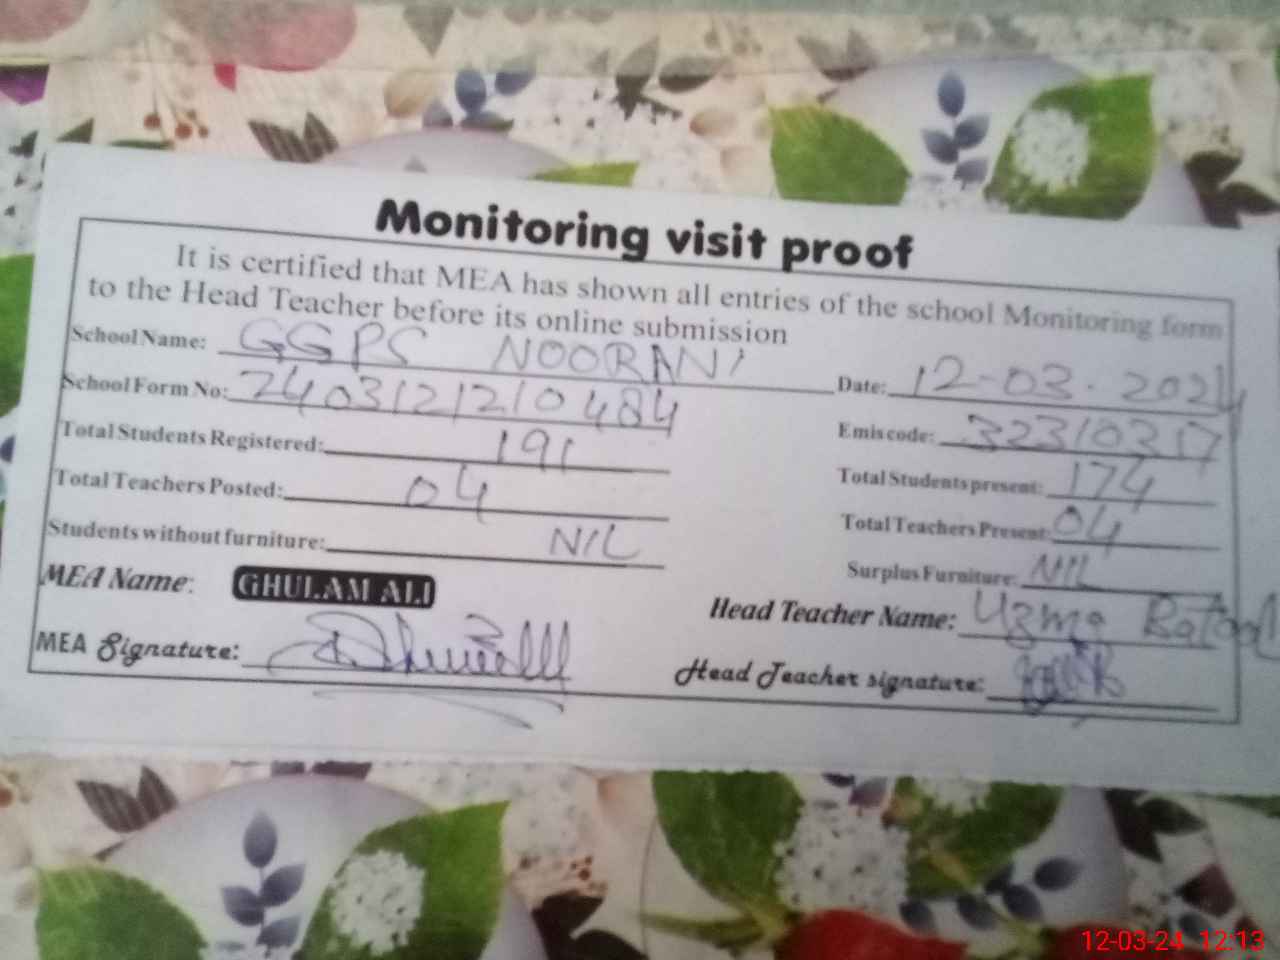 Monitoring visit proof
It is certified that MEA has shown all entries of the school Monitoring form
to the Head Teacher before its online submission
School Name: GGPS NOORANI
Date: 12-03-2024
School Form No: 240312121210484
Emiscode: 32310317
Total Students Registered: 191
Total Students present: 174
Total Teachers Posted: 04
Total Teachers Present: 04
Students without furniture: NIL
Surplus Furniture: NIL
MEA Name: GHULAM ALI
Head Teacher Name: Uzma Batool
MEA Signature:
Head Teacher signature:
12-03-24 12:13